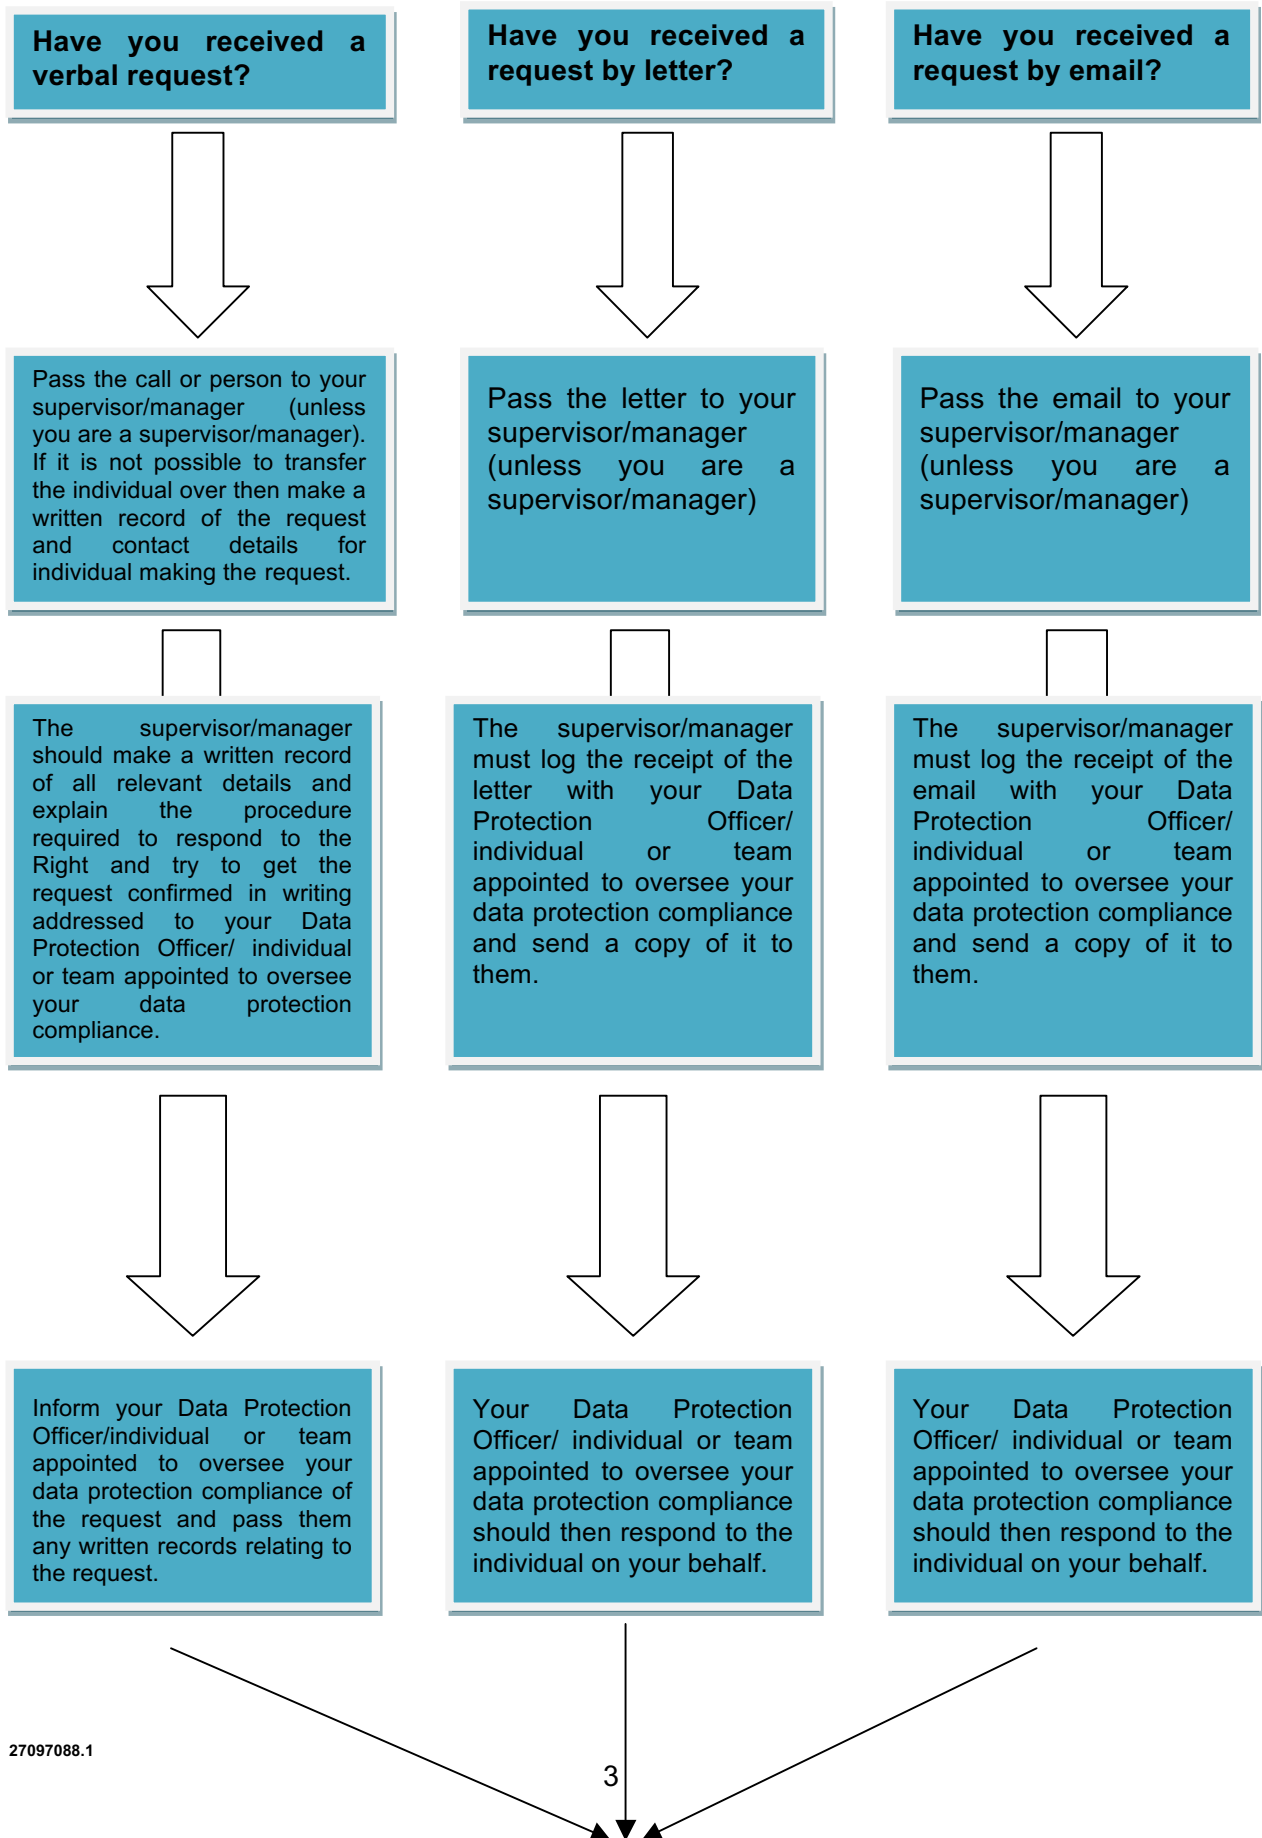 Have you received a
verbal request?
Have you received a
request by letter?
Have you received a
request by email?
Pass the call or person to your
supervisor/manager (unless
you are a supervisor/manager).
If it is not possible to transfer
the individual over then make a
written record of the request
and contact details for
individual making the request.
Pass the letter to your
supervisor/manager
(unless you are a
supervisor/manager)
Pass the email to your
supervisor/manager
(unless you are a
supervisor/manager)
The supervisor/manager
should make a written record
of all relevant details and
explain the procedure
required to respond to the
Right and try to get the
request confirmed in writing
addressed to your Data
Protection Officer/ individual
or team appointed to oversee
your data protection
compliance.
The supervisor/manager
must log the receipt of the
letter with your Data
Protection Officer/
individual or team
appointed to oversee your
data protection compliance
and send a copy of it to
them.
The supervisor/manager
must log the receipt of the
email with your Data
Protection Officer/
individual or team
appointed to oversee your
data protection compliance
and send a copy of it to
them.
Inform your Data Protection
Officer/individual or team
appointed to oversee your
data protection compliance of
the request and pass them
any written records relating to
the request.
Your Data Protection
Officer/ individual or team
appointed to oversee your
data protection compliance
should then respond to the
individual on your behalf.
Your Data Protection
Officer/ individual or team
appointed to oversee your
data protection compliance
should then respond to the
individual on your behalf.
27097088.1
3